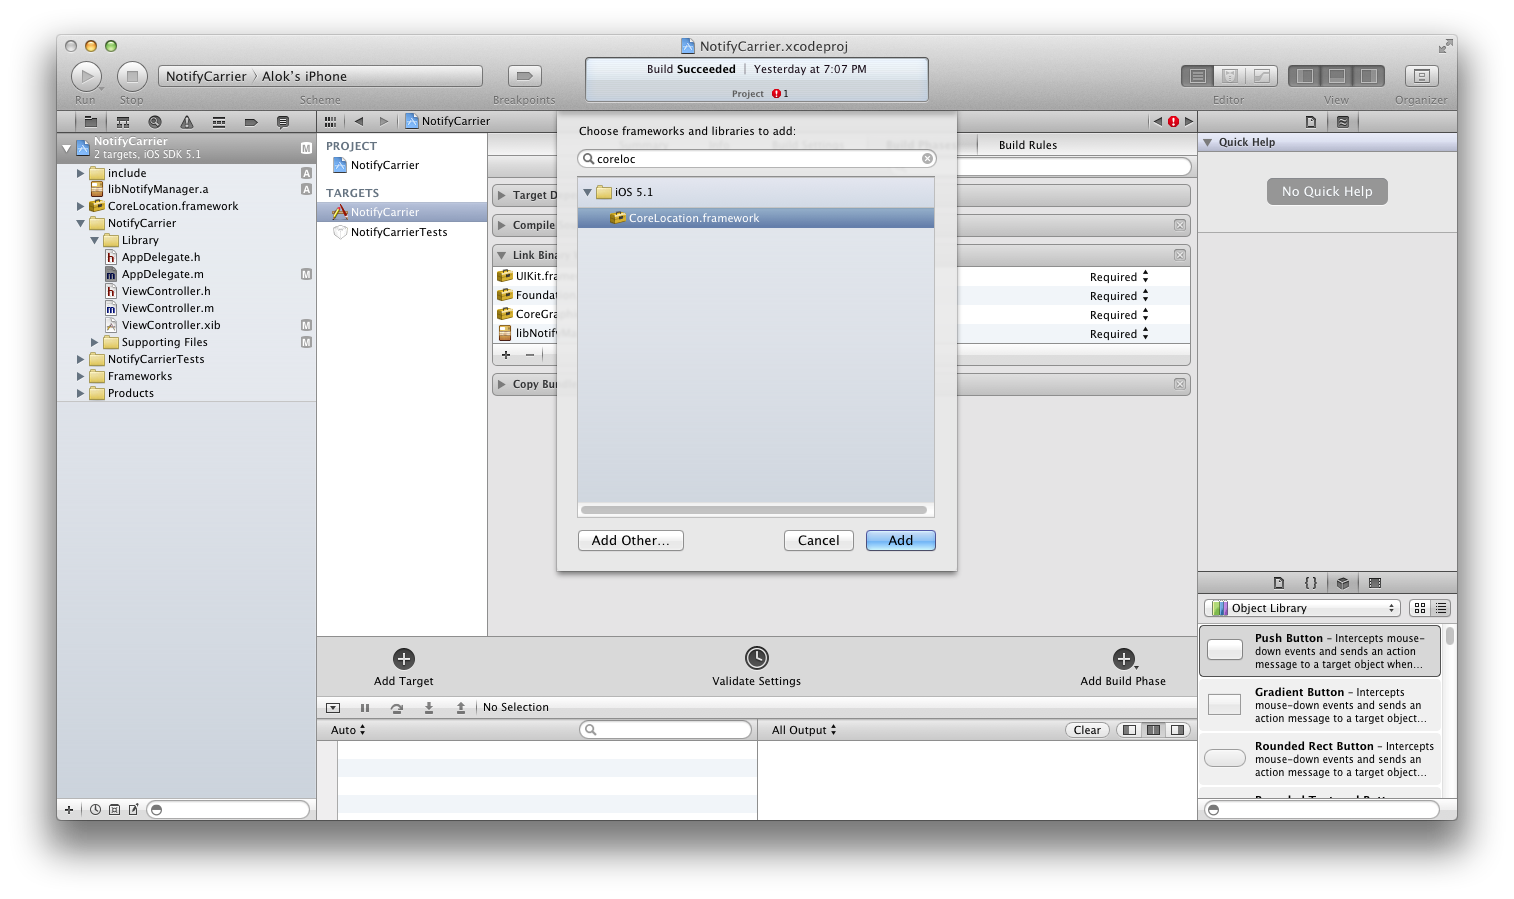 NotifyCarrier.xcodeproj
NotifyCarrier 〉 Alok's iPhone
Build Succeeded | Yesterday at 7:07 PM
Project 1
Run
Stop
Scheme
Breakpoints
Editor
View
Organizer
NotifyCarrier
2 targets, iOS SDK 5.1
M
include
A
libNotifyManager.a
A
CoreLocation.framework
NotifyCarrier
Library
h AppDelegate.h
m AppDelegate.m
M
h ViewController.h
m ViewController.m
ViewController.xib
M
Supporting Files
M
NotifyCarrierTests
Frameworks
Products
NotifyCarrier
PROJECT
NotifyCarrier
TARGETS
NotifyCarrier
NotifyCarrierTests
Choose frameworks and libraries to add:
coreloc
iOS 5.1
CoreLocation.framework
Add Other...
Cancel
Add
Build Rules
Target D
Compile
Link Binary
UIKit.fra
Required
Founda
Required
CoreGra
Required
libNotif
Required
+ −
Copy Bun
Add Target
Validate Settings
Add Build Phase
No Selection
Auto
All Output
Clear
Quick Help
No Quick Help
{ }
Object Library
Push Button – Intercepts mouse-
down events and sends an action
message to a target object when...
Gradient Button – Intercepts
mouse-down events and sends an
action message to a target object...
Rounded Rect Button – Intercepts
mouse-down events and sends an
action message to a target object...